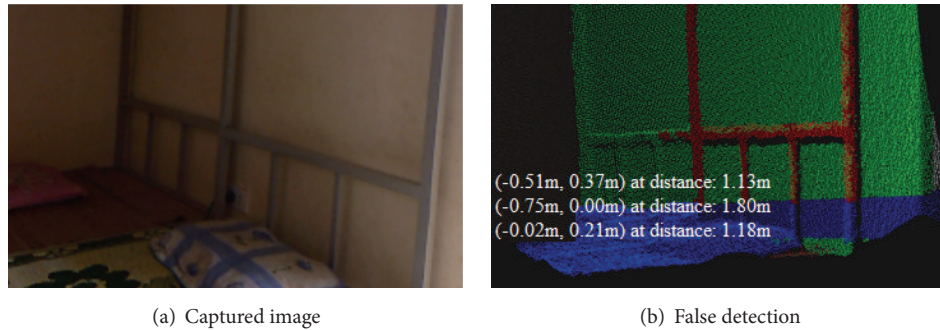 (-0.51m, 0.37m) at distance: 1.13m
(-0.75m, 0.00m) at distance: 1.80m
(-0.02m, 0.21m) at distance: 1.18m
(a) Captured image
(b) False detection